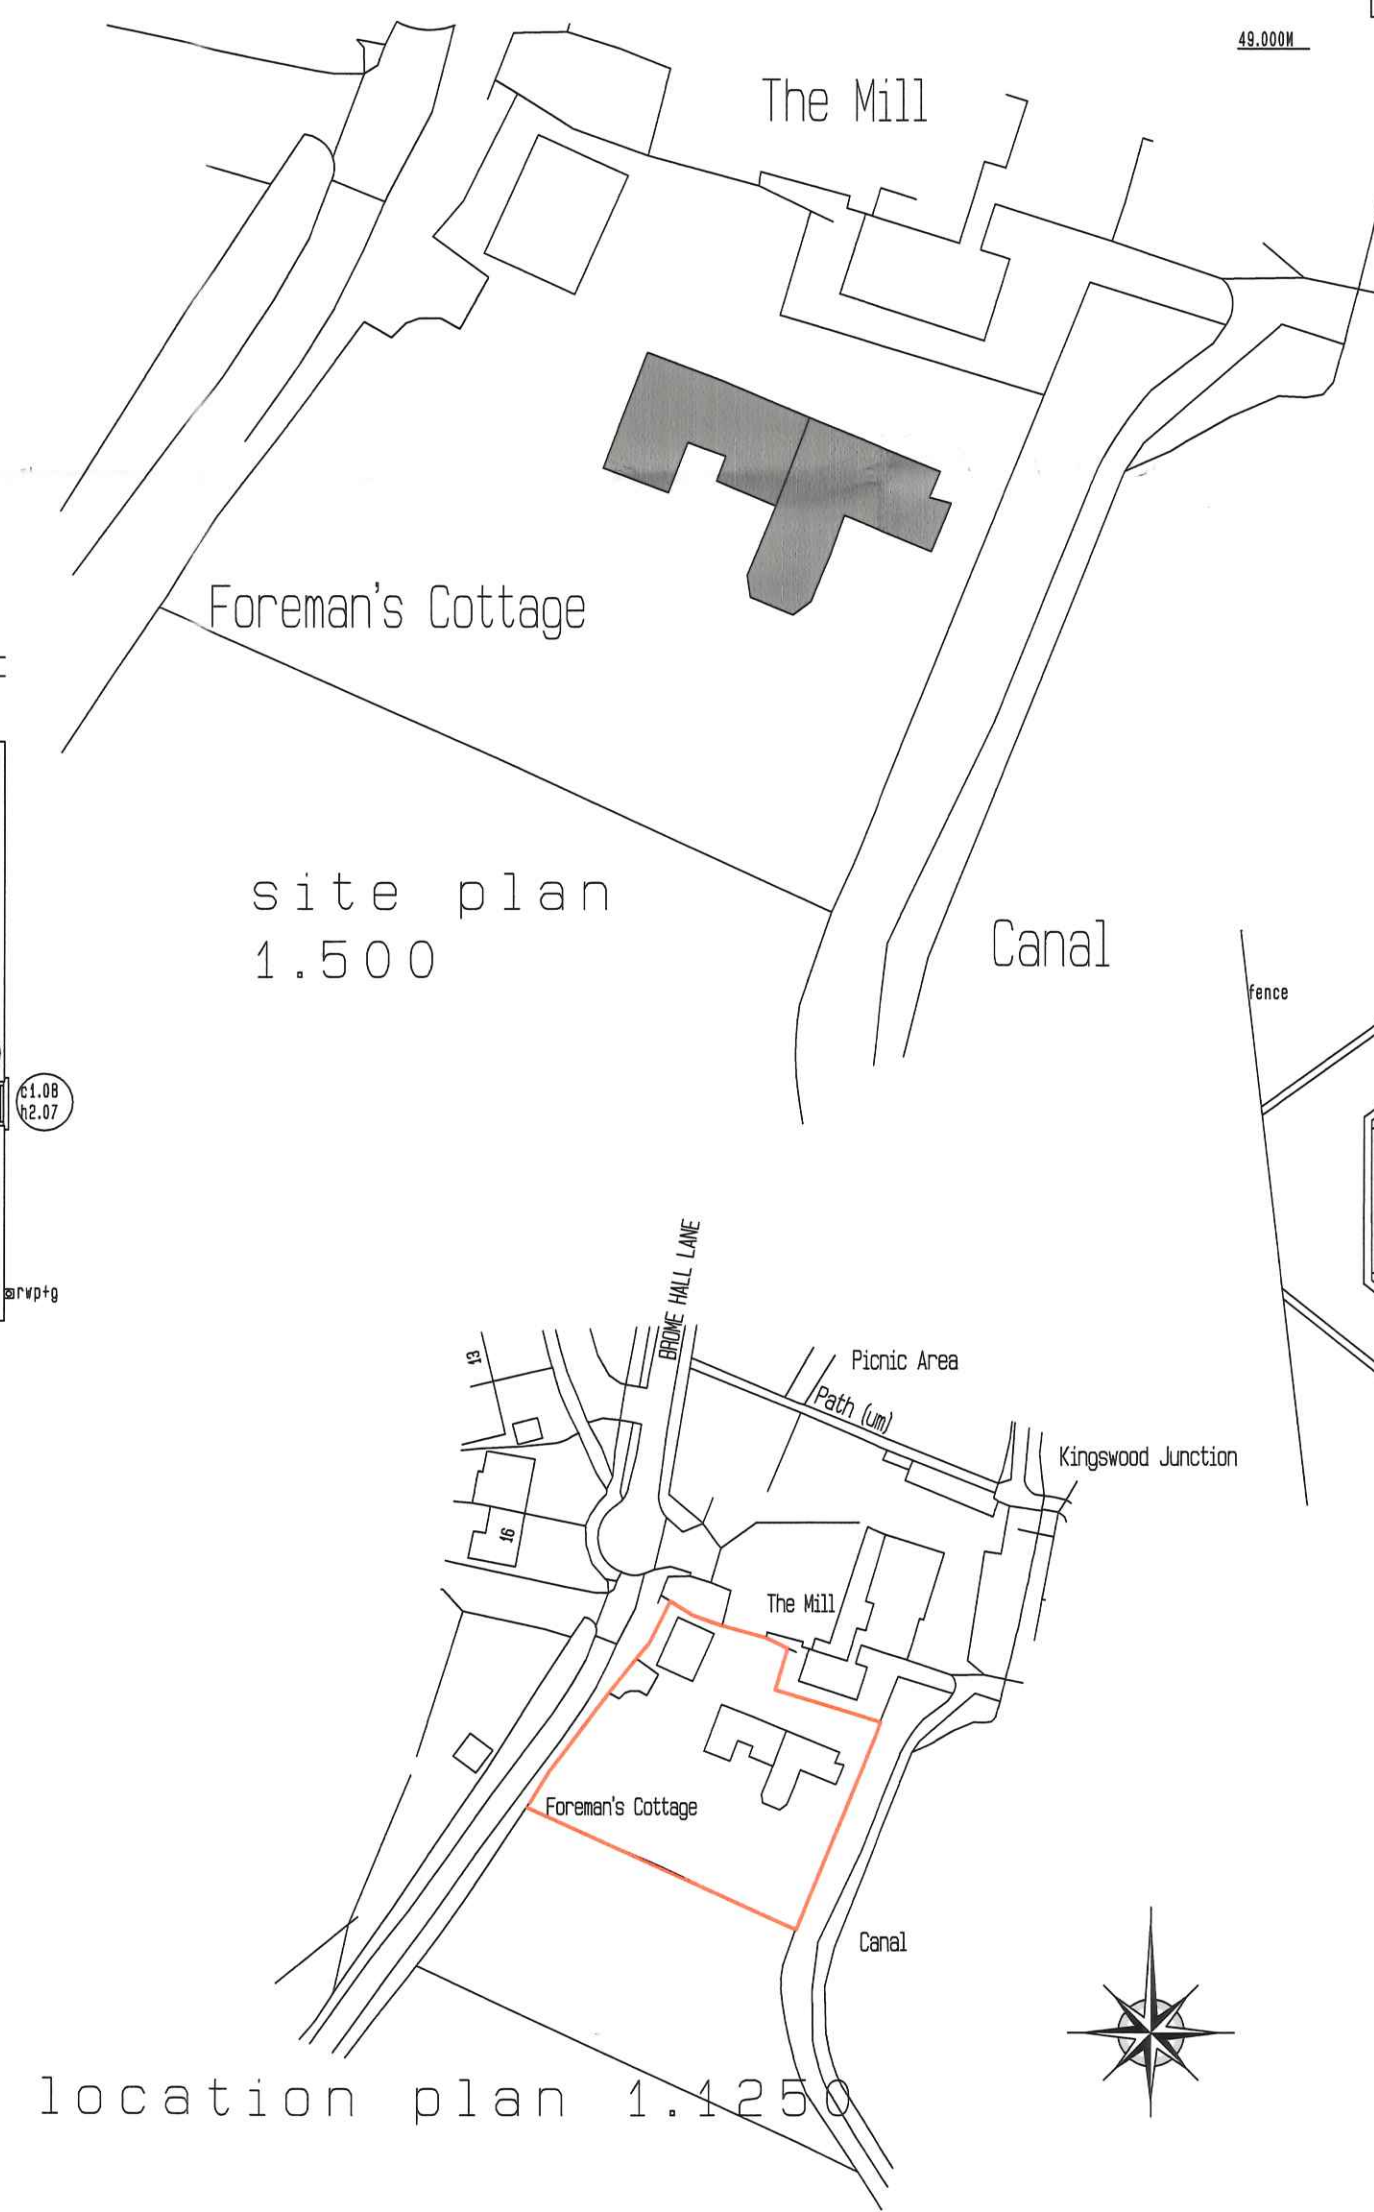 49.000M
The Mill
Foreman's Cottage
site plan
1.500
Canal
fence
c1.08
h2.07
rwp+g
BROME HALL LANE
13
Picnic Area
Path (um)
Kingswood Junction
16
The Mill
Foreman's Cottage
Canal
location plan 1.1250